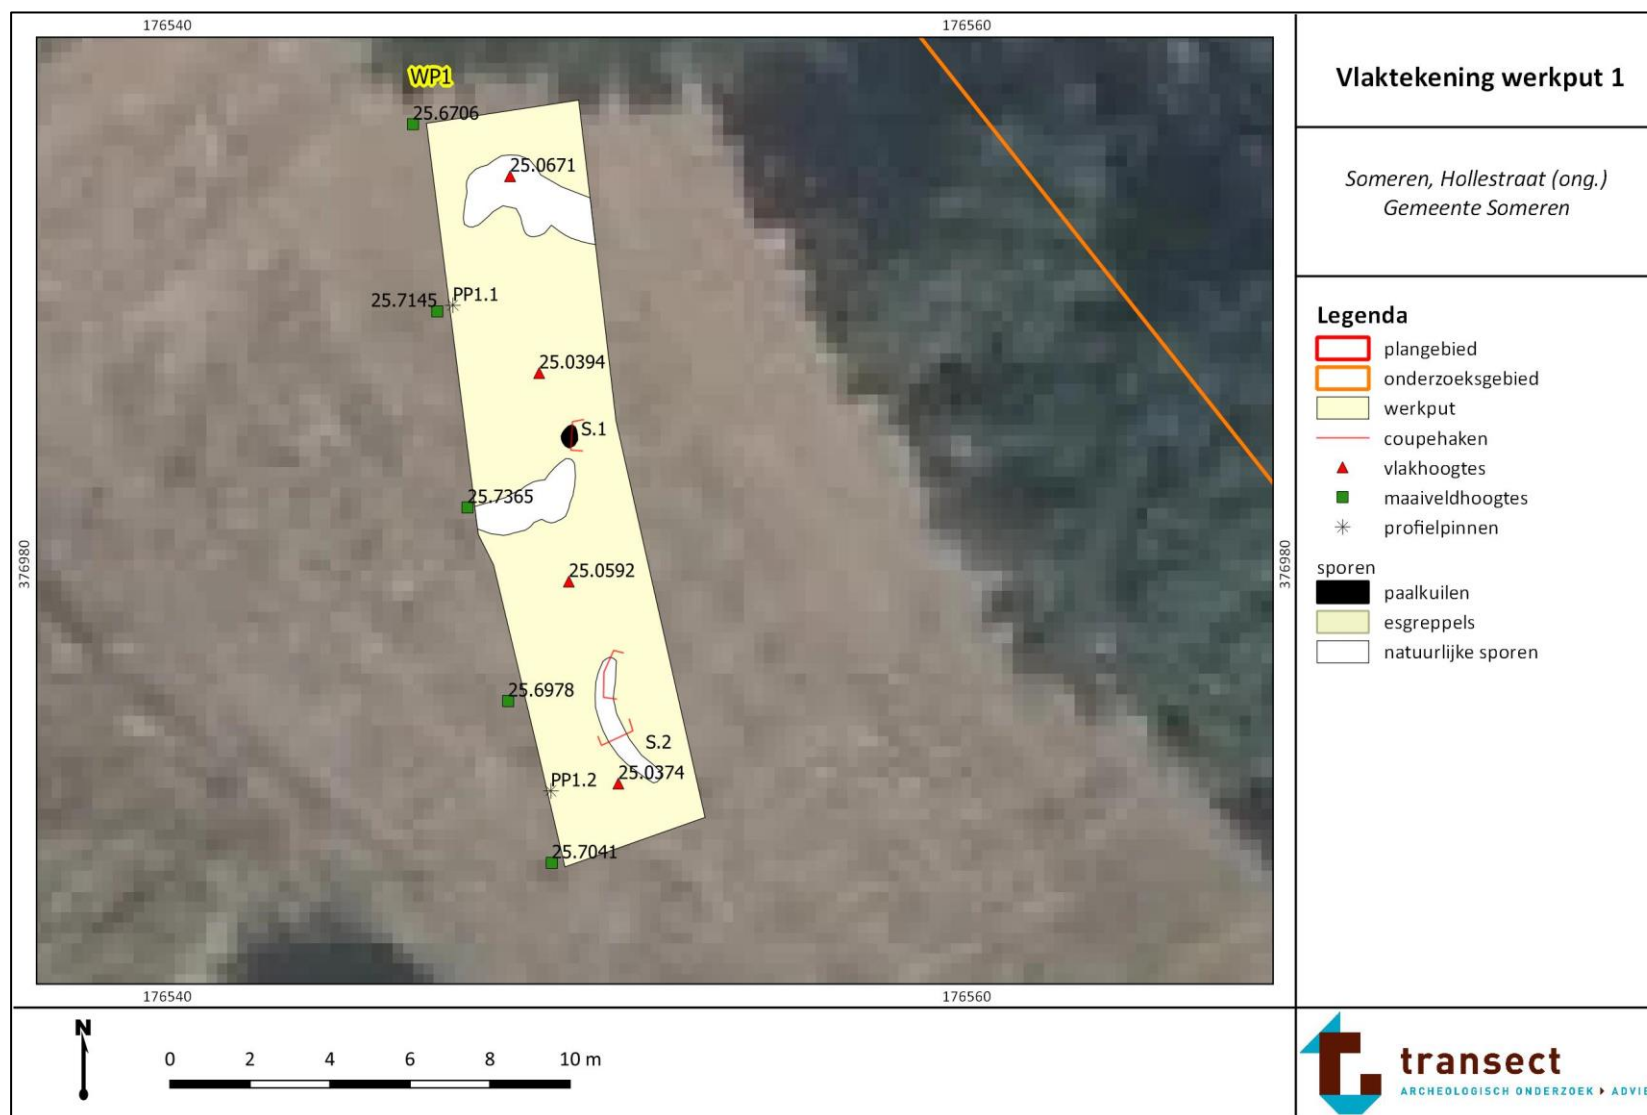 176540
176560
WP1
25.6706
25.0671
25.7145
PP1.1
25.0394
S.1
25.7365
25.0592
25.6978
S.2
25.0374
PP1.2
25.7041
376980
376980
176540
176560
N
0 2 4 6 8 10 m
Vlaktekening werkput 1
Someren, Hollestraat (ong.)
Gemeente Someren
Legenda
plangebied
onderzoeksgebied
werkput
coupehaken
vlakhoogtes
maaiveldhoogtes
profielpinnen
sporen
paalkuilen
esgreppels
natuurlijke sporen
transect
ARCHEOLOGISCH ONDERZOEK ADVIE